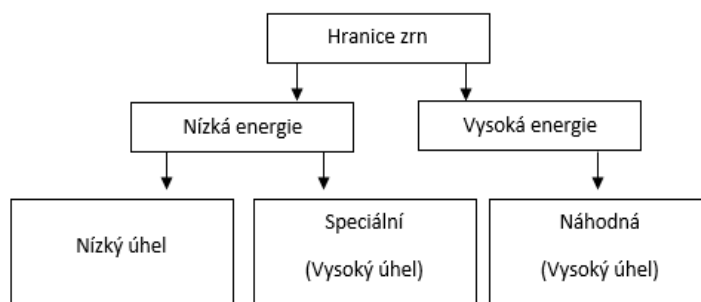 Hranice zrn
Nízká energie
Vysoká energie
Nízký úhel
Speciální
(Vysoký úhel)
Náhodná
(Vysoký úhel)